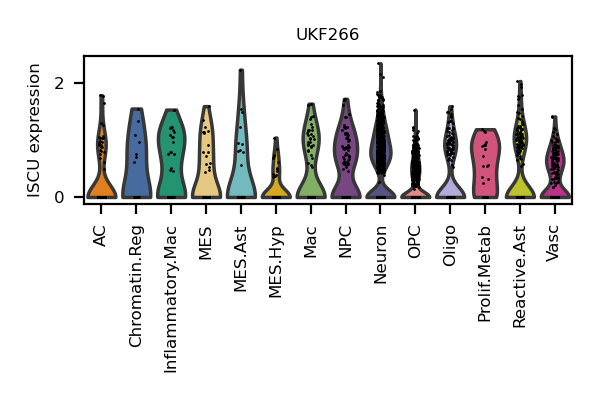 UKF266
ISCU expression
2
0
AC
Chromatin.Reg
Inflammatory.Mac
MES
MES.Ast
MES.Hyp
Mac
NPC
Neuron
OPC
Oligo
Prolif.Metab
Reactive.Ast
Vasc